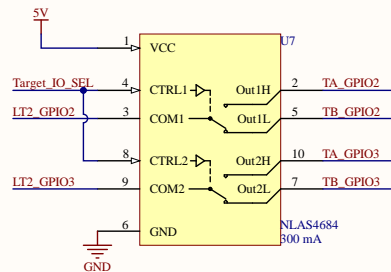 5V
U7
1 VCC
Target_IO_SEL 4 CTRL1 Out1H 2 TA_GPIO2
LT2_GPIO2 3 COM1 Out1L 5 TB_GPIO2
8 CTRL2 Out2H 10 TA_GPIO3
LT2_GPIO3 9 COM2 Out2L 7 TB_GPIO3
6 GND
NLAS4684
300 mA
GND